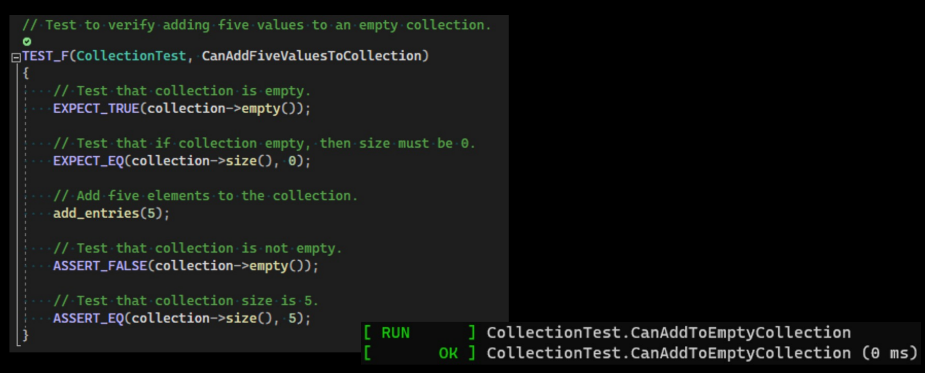 // Test to verify adding five values to an empty collection.
TEST_F(CollectionTest, CanAddFiveValuesToCollection)
{
// Test that collection is empty.
EXPECT_TRUE(collection->empty());
// Test that if collection empty, then size must be 0.
EXPECT_EQ(collection->size(), 0);
// Add five elements to the collection.
add_entries(5);
// Test that collection is not empty.
ASSERT_FALSE(collection->empty());
// Test that collection size is 5.
ASSERT_EQ(collection->size(), 5);
}
[ RUN      ] CollectionTest.CanAddToEmptyCollection
[       OK ] CollectionTest.CanAddToEmptyCollection (0 ms)